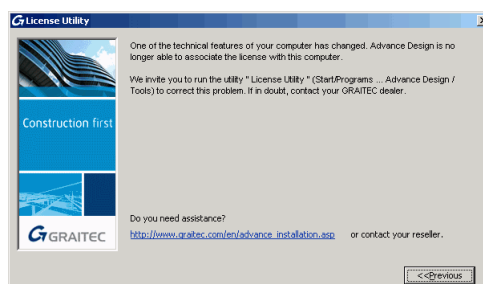 License Utility
One of the technical features of your computer has changed. Advance Design is no
longer able to associate the license with this computer.
We invite you to run the utility " License Utility " (Start/Programs ... Advance Design /
Tools) to correct this problem. If in doubt, contact your GRAITEC dealer.
Construction first
Do you need assistance?
http://www.graitec.com/en/advance_installation.asp or contact your reseller.
GRAITEC
<<Previous